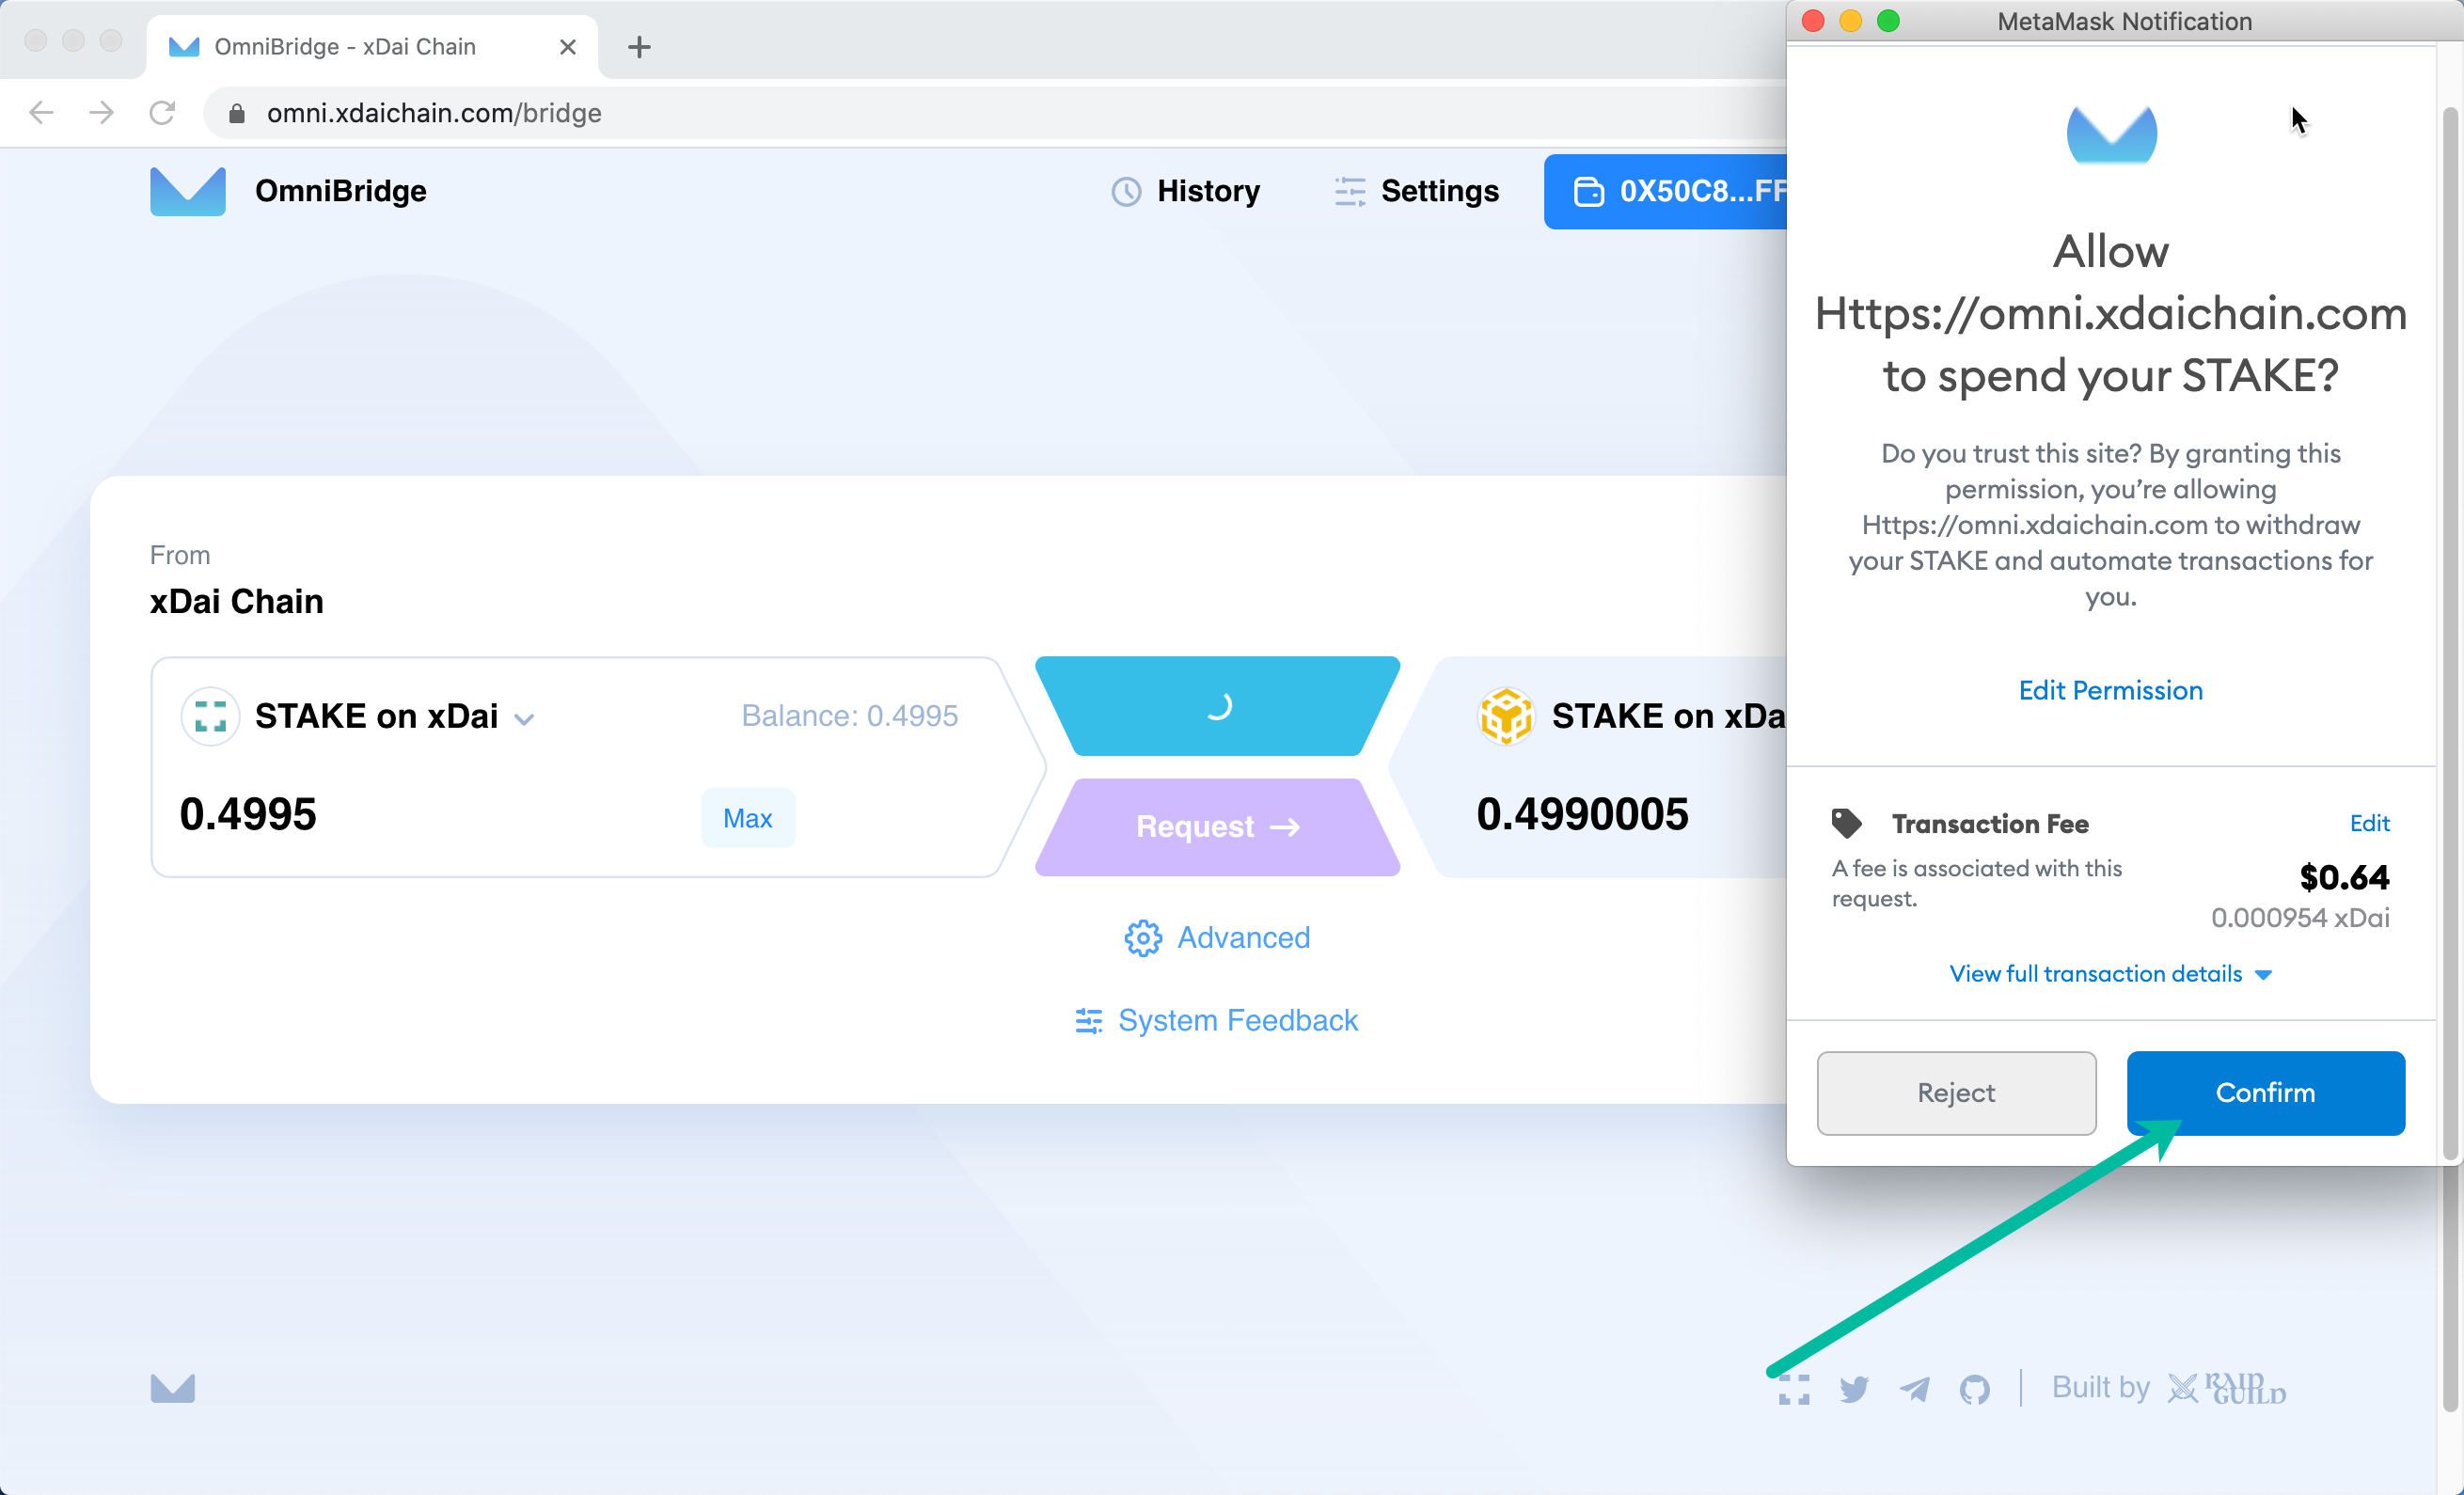 OmniBridge - xDai Chain
omni.xdaichain.com/bridge
OmniBridge
History
Settings
0X50C8...FF
From
xDai Chain
STAKE on xDai
Balance: 0.4995
0.4995
Max
Request →
STAKE on xDa
0.4990005
Advanced
System Feedback
Built by
RAID
GUILD
MetaMask Notification
Allow
Https://omni.xdaichain.com
to spend your STAKE?
Do you trust this site? By granting this
permission, you’re allowing
Https://omni.xdaichain.com to withdraw
your STAKE and automate transactions for
you.
Edit Permission
Transaction Fee
Edit
A fee is associated with this
request.
$0.64
0.000954 xDai
View full transaction details
Reject
Confirm